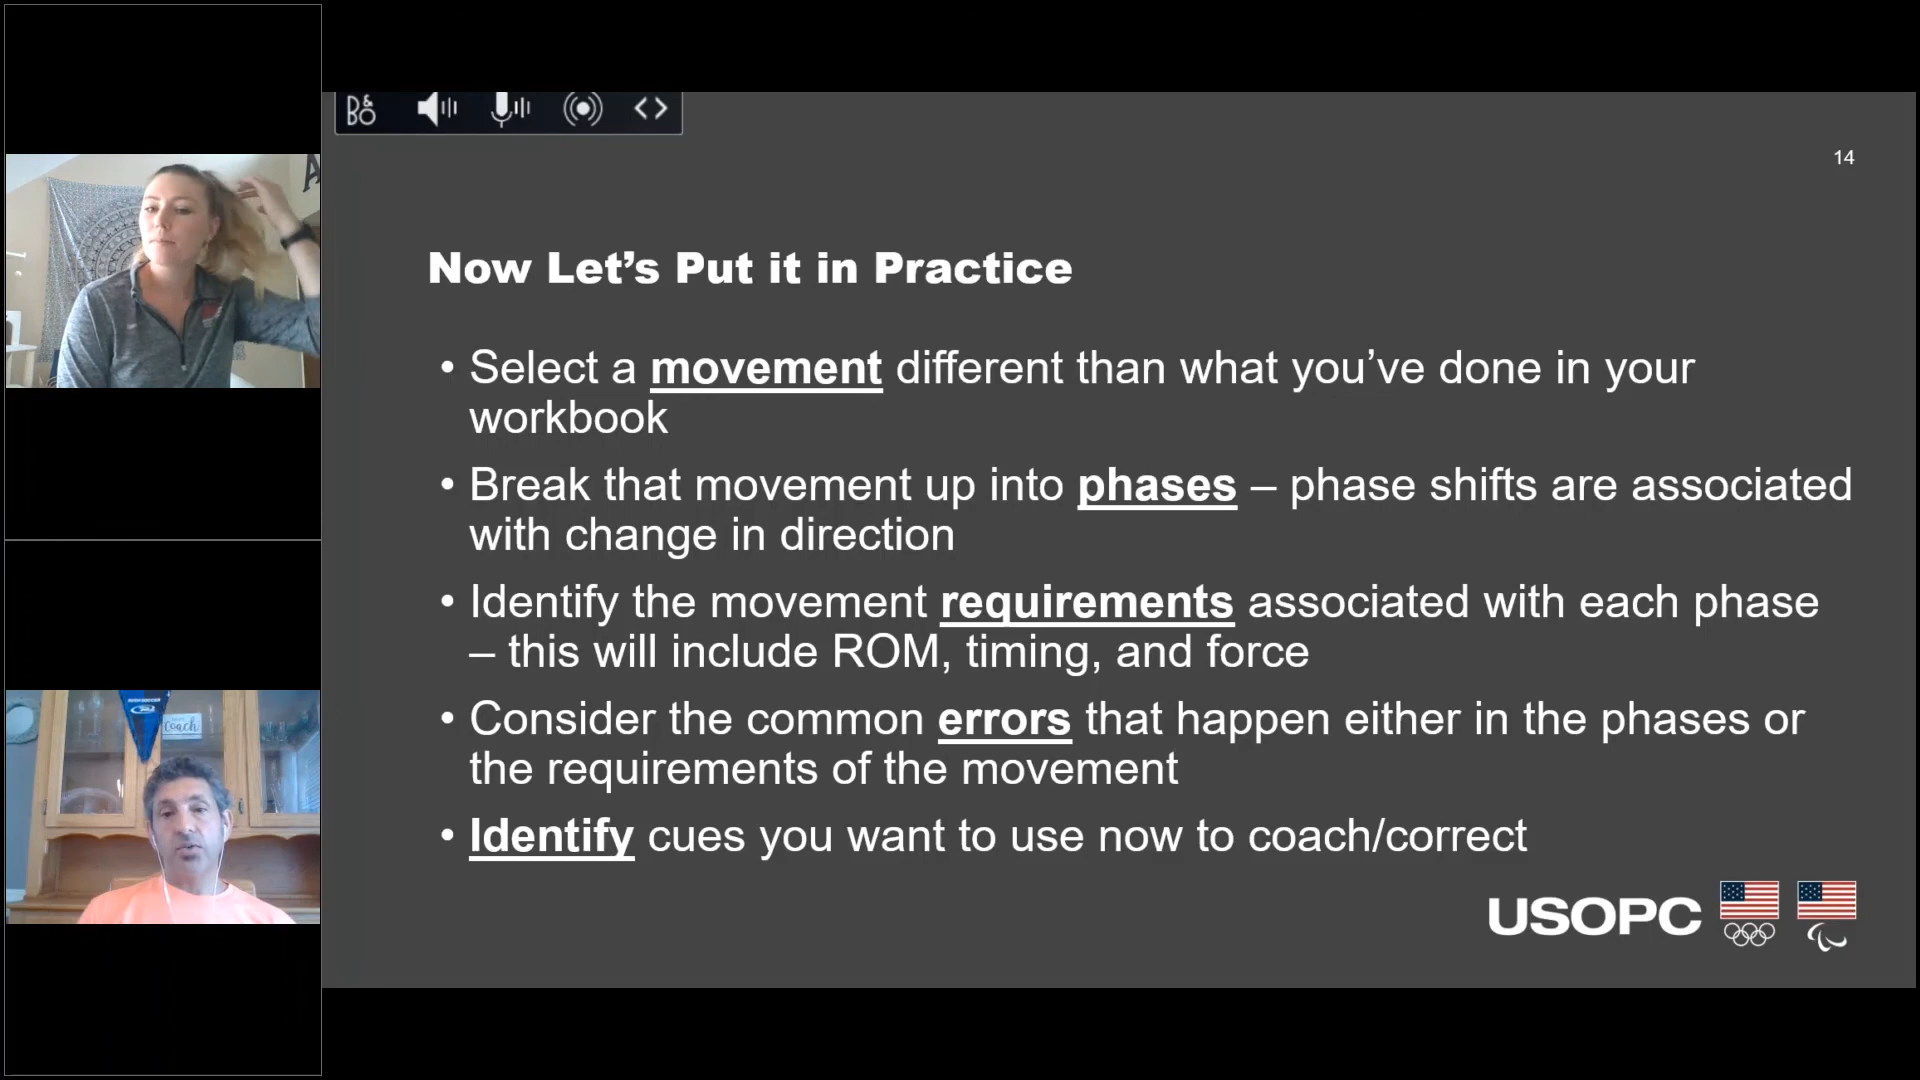 14
Now Let’s Put it in Practice
• Select a movement different than what you’ve done in your
workbook
• Break that movement up into phases – phase shifts are associated
with change in direction
• Identify the movement requirements associated with each phase
– this will include ROM, timing, and force
• Consider the common errors that happen either in the phases or
the requirements of the movement
• Identify cues you want to use now to coach/correct
USOPC
A
coach